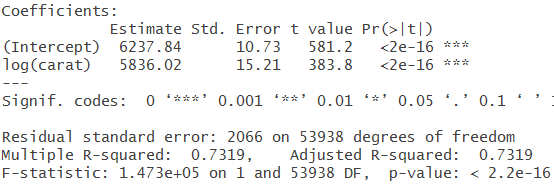 Coefficients:
            Estimate Std. Error t value Pr(>|t|)
(Intercept)  6237.84      10.73   581.2   <2e-16 ***
log(carat)   5836.02      15.21   383.8   <2e-16 ***
---
Signif. codes:  0 ‘***’ 0.001 ‘**’ 0.01 ‘*’ 0.05 ‘.’ 0.1 ‘ ’
Residual standard error: 2066 on 53938 degrees of freedom
Multiple R-squared:  0.7319,	Adjusted R-squared:  0.7319
F-statistic: 1.473e+05 on 1 and 53938 DF,  p-value: < 2.2e-16